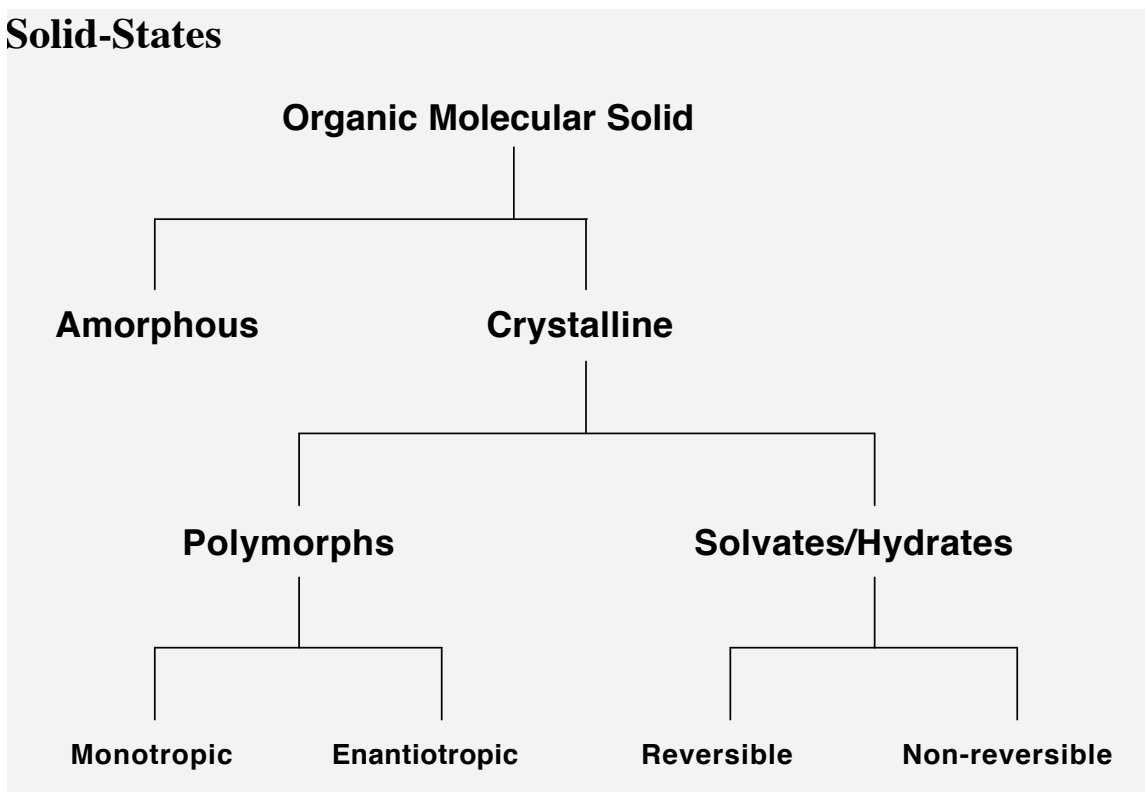 Solid-States
Organic Molecular Solid
Amorphous Crystalline
Polymorphs Solvates/Hydrates
Monotropic Enantiotropic Reversible Non-reversible